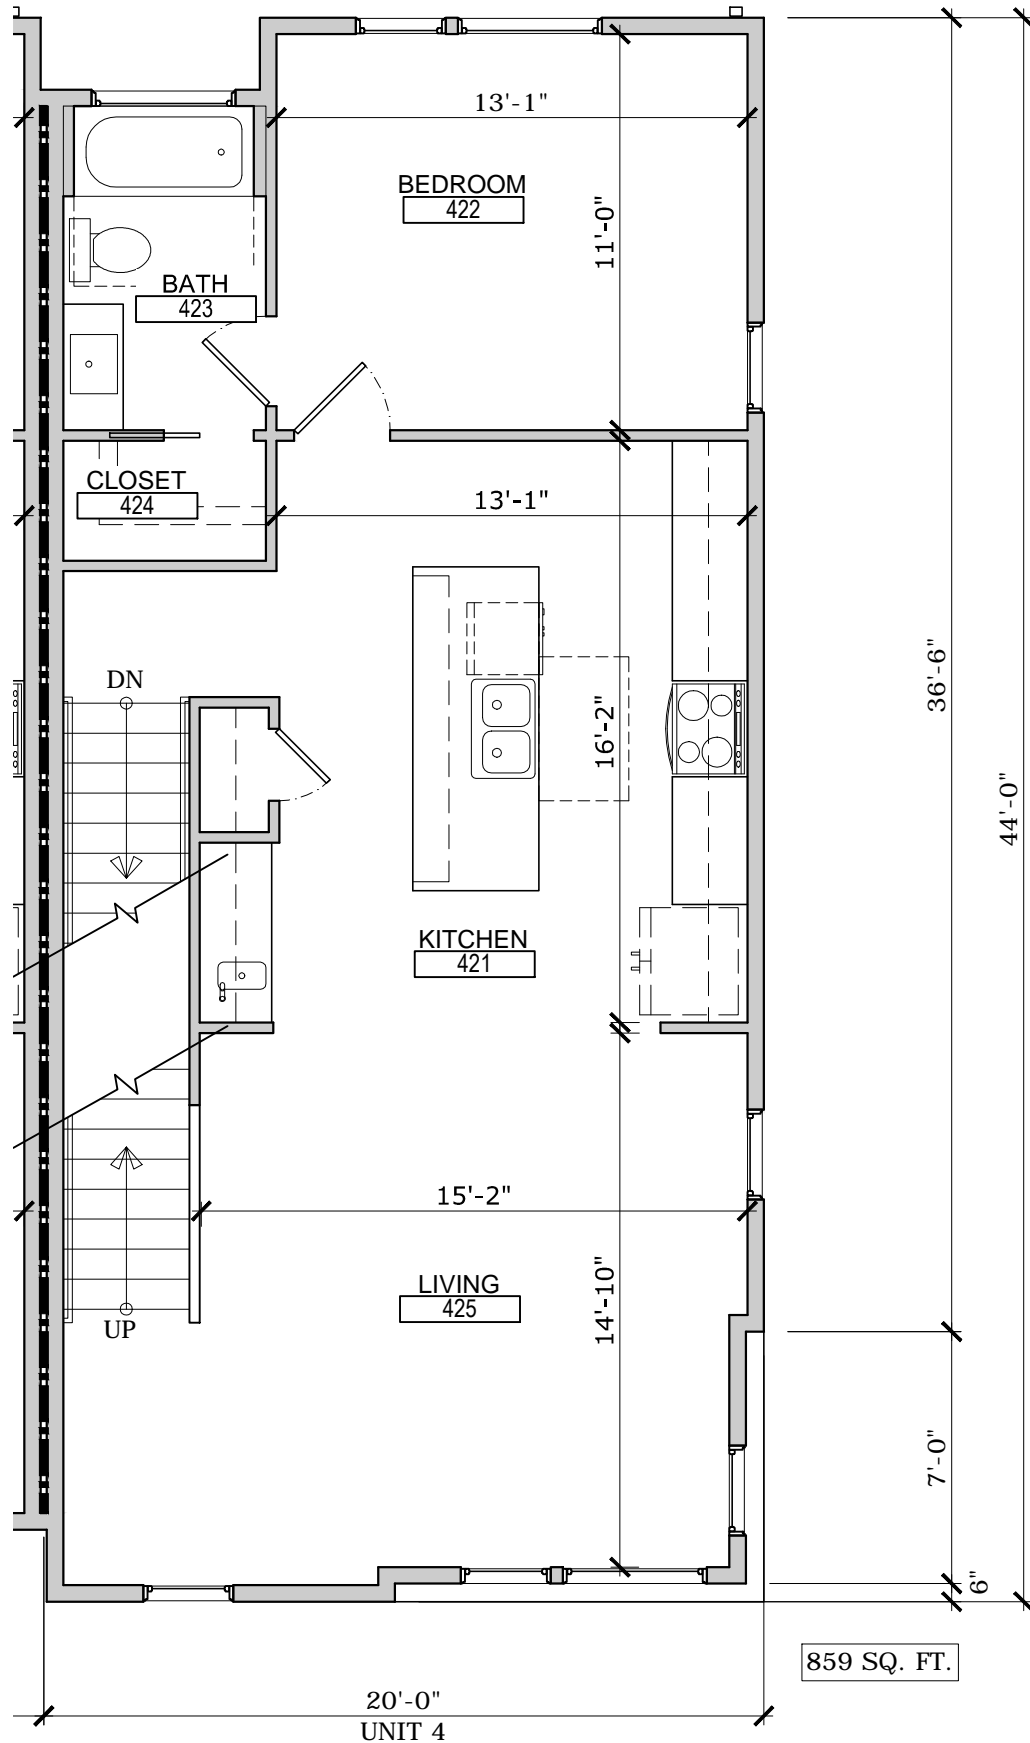 13'-1"
BEDROOM
422
11'-0"
BATH
423
CLOSET
424
13'-1"
36'-6"
DN
16'-2"
44'-0"
KITCHEN
421
15'-2"
LIVING
425
14'-10"
UP
7'-0"
6"
859 SQ. FT.
20'-0"
UNIT 4